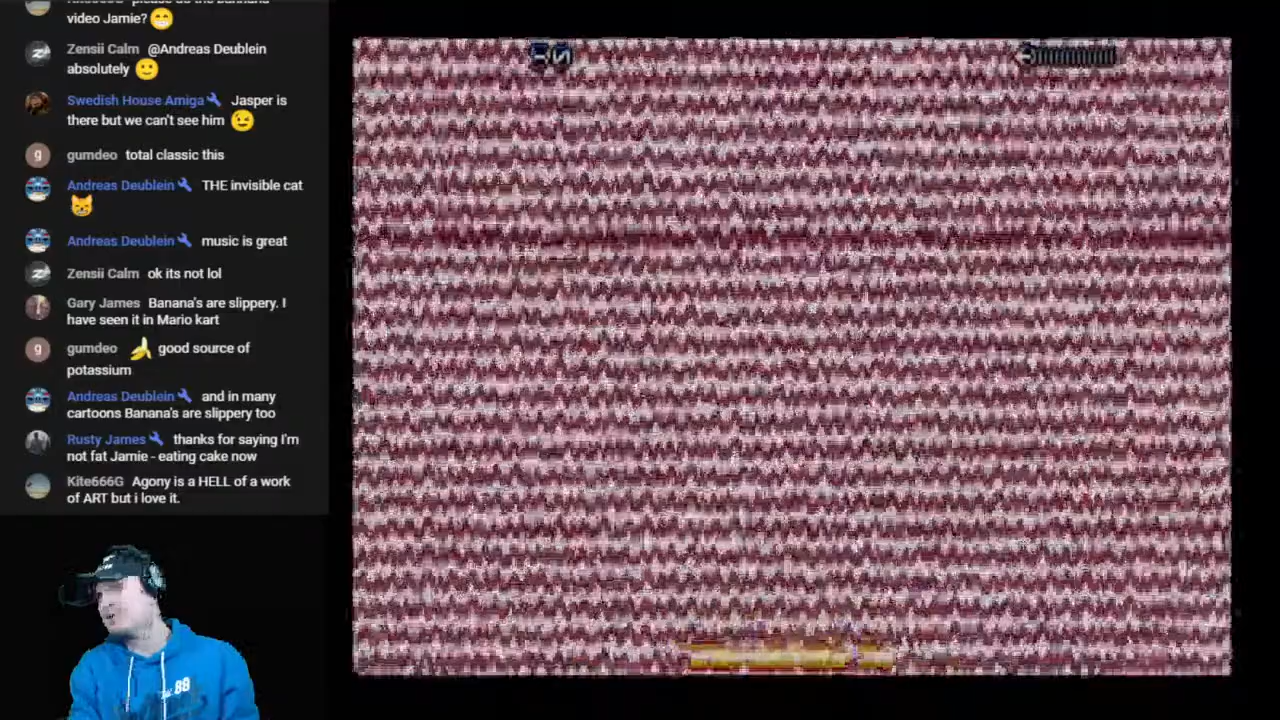 video Jamie?
Zensii Calm @Andreas Deublein
absolutely
Swedish House Amiga Jasper is
there but we can't see him
g gumdeo total classic this
Andreas Deublein THE invisible cat
Andreas Deublein music is great
Zensii Calm ok its not lol
Gary James Banana's are slippery. I
have seen it in Mario kart
g gumdeo good source of
potassium
Andreas Deublein and in many
cartoons Banana's are slippery too
Rusty James thanks for saying I'm
not fat Jamie - eating cake now
Kite666G Agony is a HELL of a work
of ART but i love it.
88